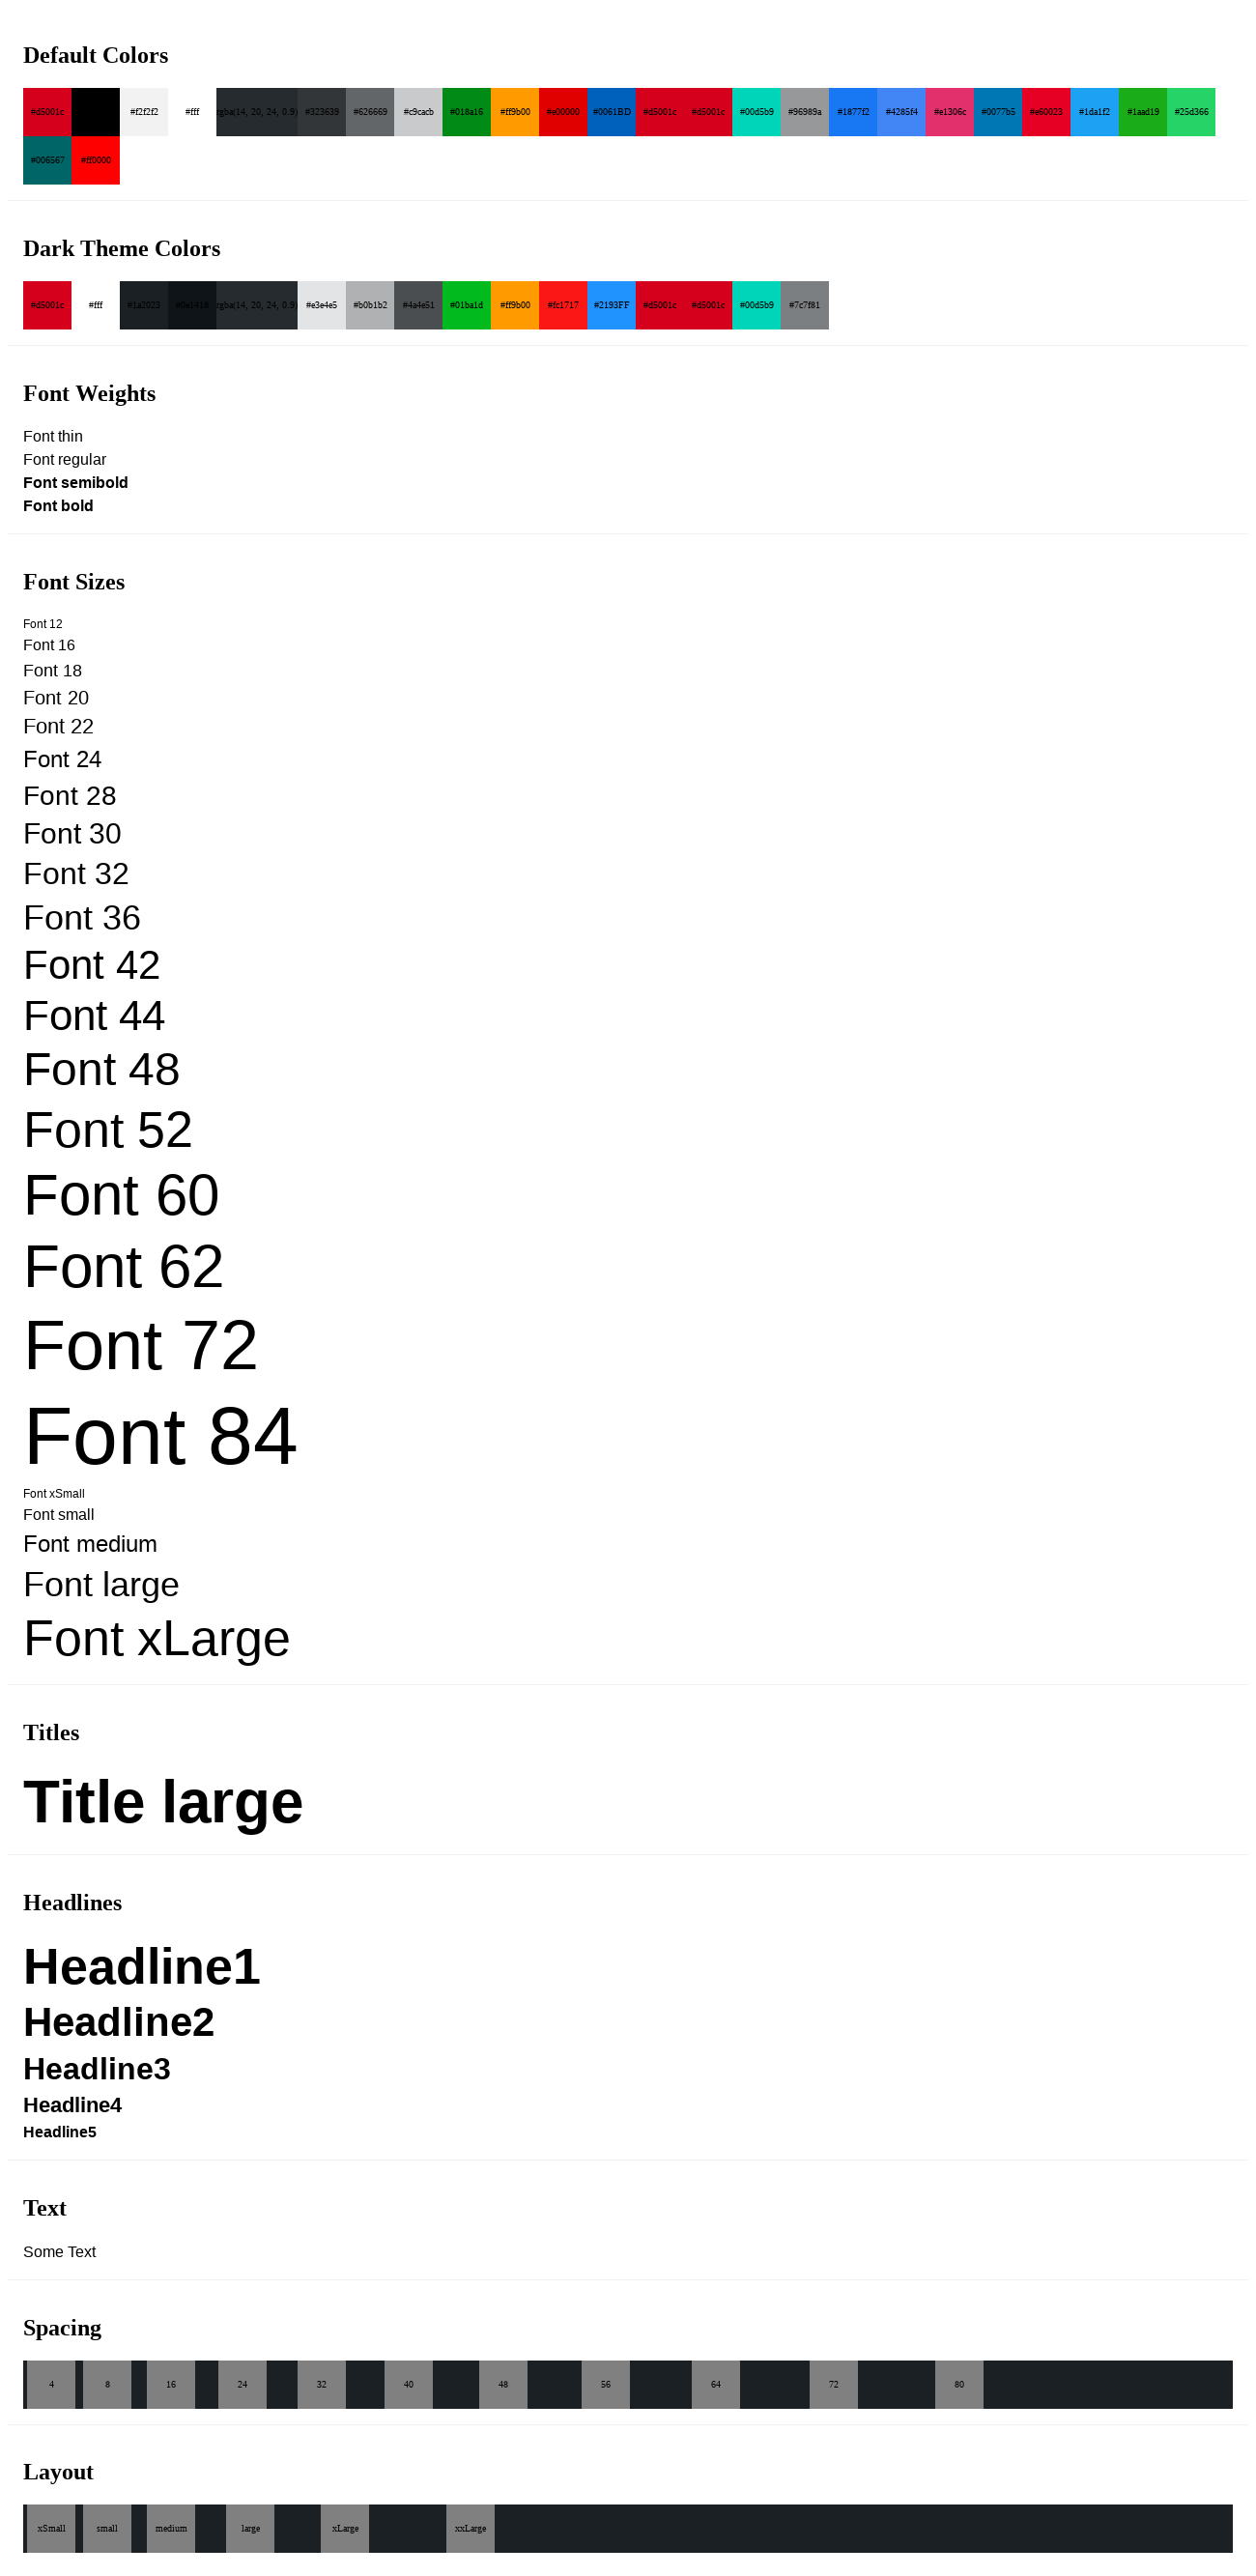 Default Colors
#d5001c #f2f2f2 #fff rgba(14, 20, 24, 0.9) #323639 #626669 #c9cacb #018a16 #ff9b00 #e00000 #0061BD #d5001c #d5001c #00d5b9 #96989a #1877f2 #4285f4 #e1306c #0077b5 #e60023 #1da1f2 #1aad19 #25d366
#006567 #ff0000
Dark Theme Colors
#d5001c #fff #1a2023 #0e1418 rgba(14, 20, 24, 0.9) #e3e4e5 #b0b1b2 #4a4e51 #01ba1d #ff9b00 #fc1717 #2193FF #d5001c #d5001c #00d5b9 #7c7f81
Font Weights
Font thin
Font regular
Font semibold
Font bold
Font Sizes
Font 12
Font 16
Font 18
Font 20
Font 22
Font 24
Font 28
Font 30
Font 32
Font 36
Font 42
Font 44
Font 48
Font 52
Font 60
Font 62
Font 72
Font 84
Font xSmall
Font small
Font medium
Font large
Font xLarge
Titles
Title large
Headlines
Headline1
Headline2
Headline3
Headline4
Headline5
Text
Some Text
Spacing
4 8 16 24 32 40 48 56 64 72 80
Layout
xSmall small medium large xLarge xxLarge